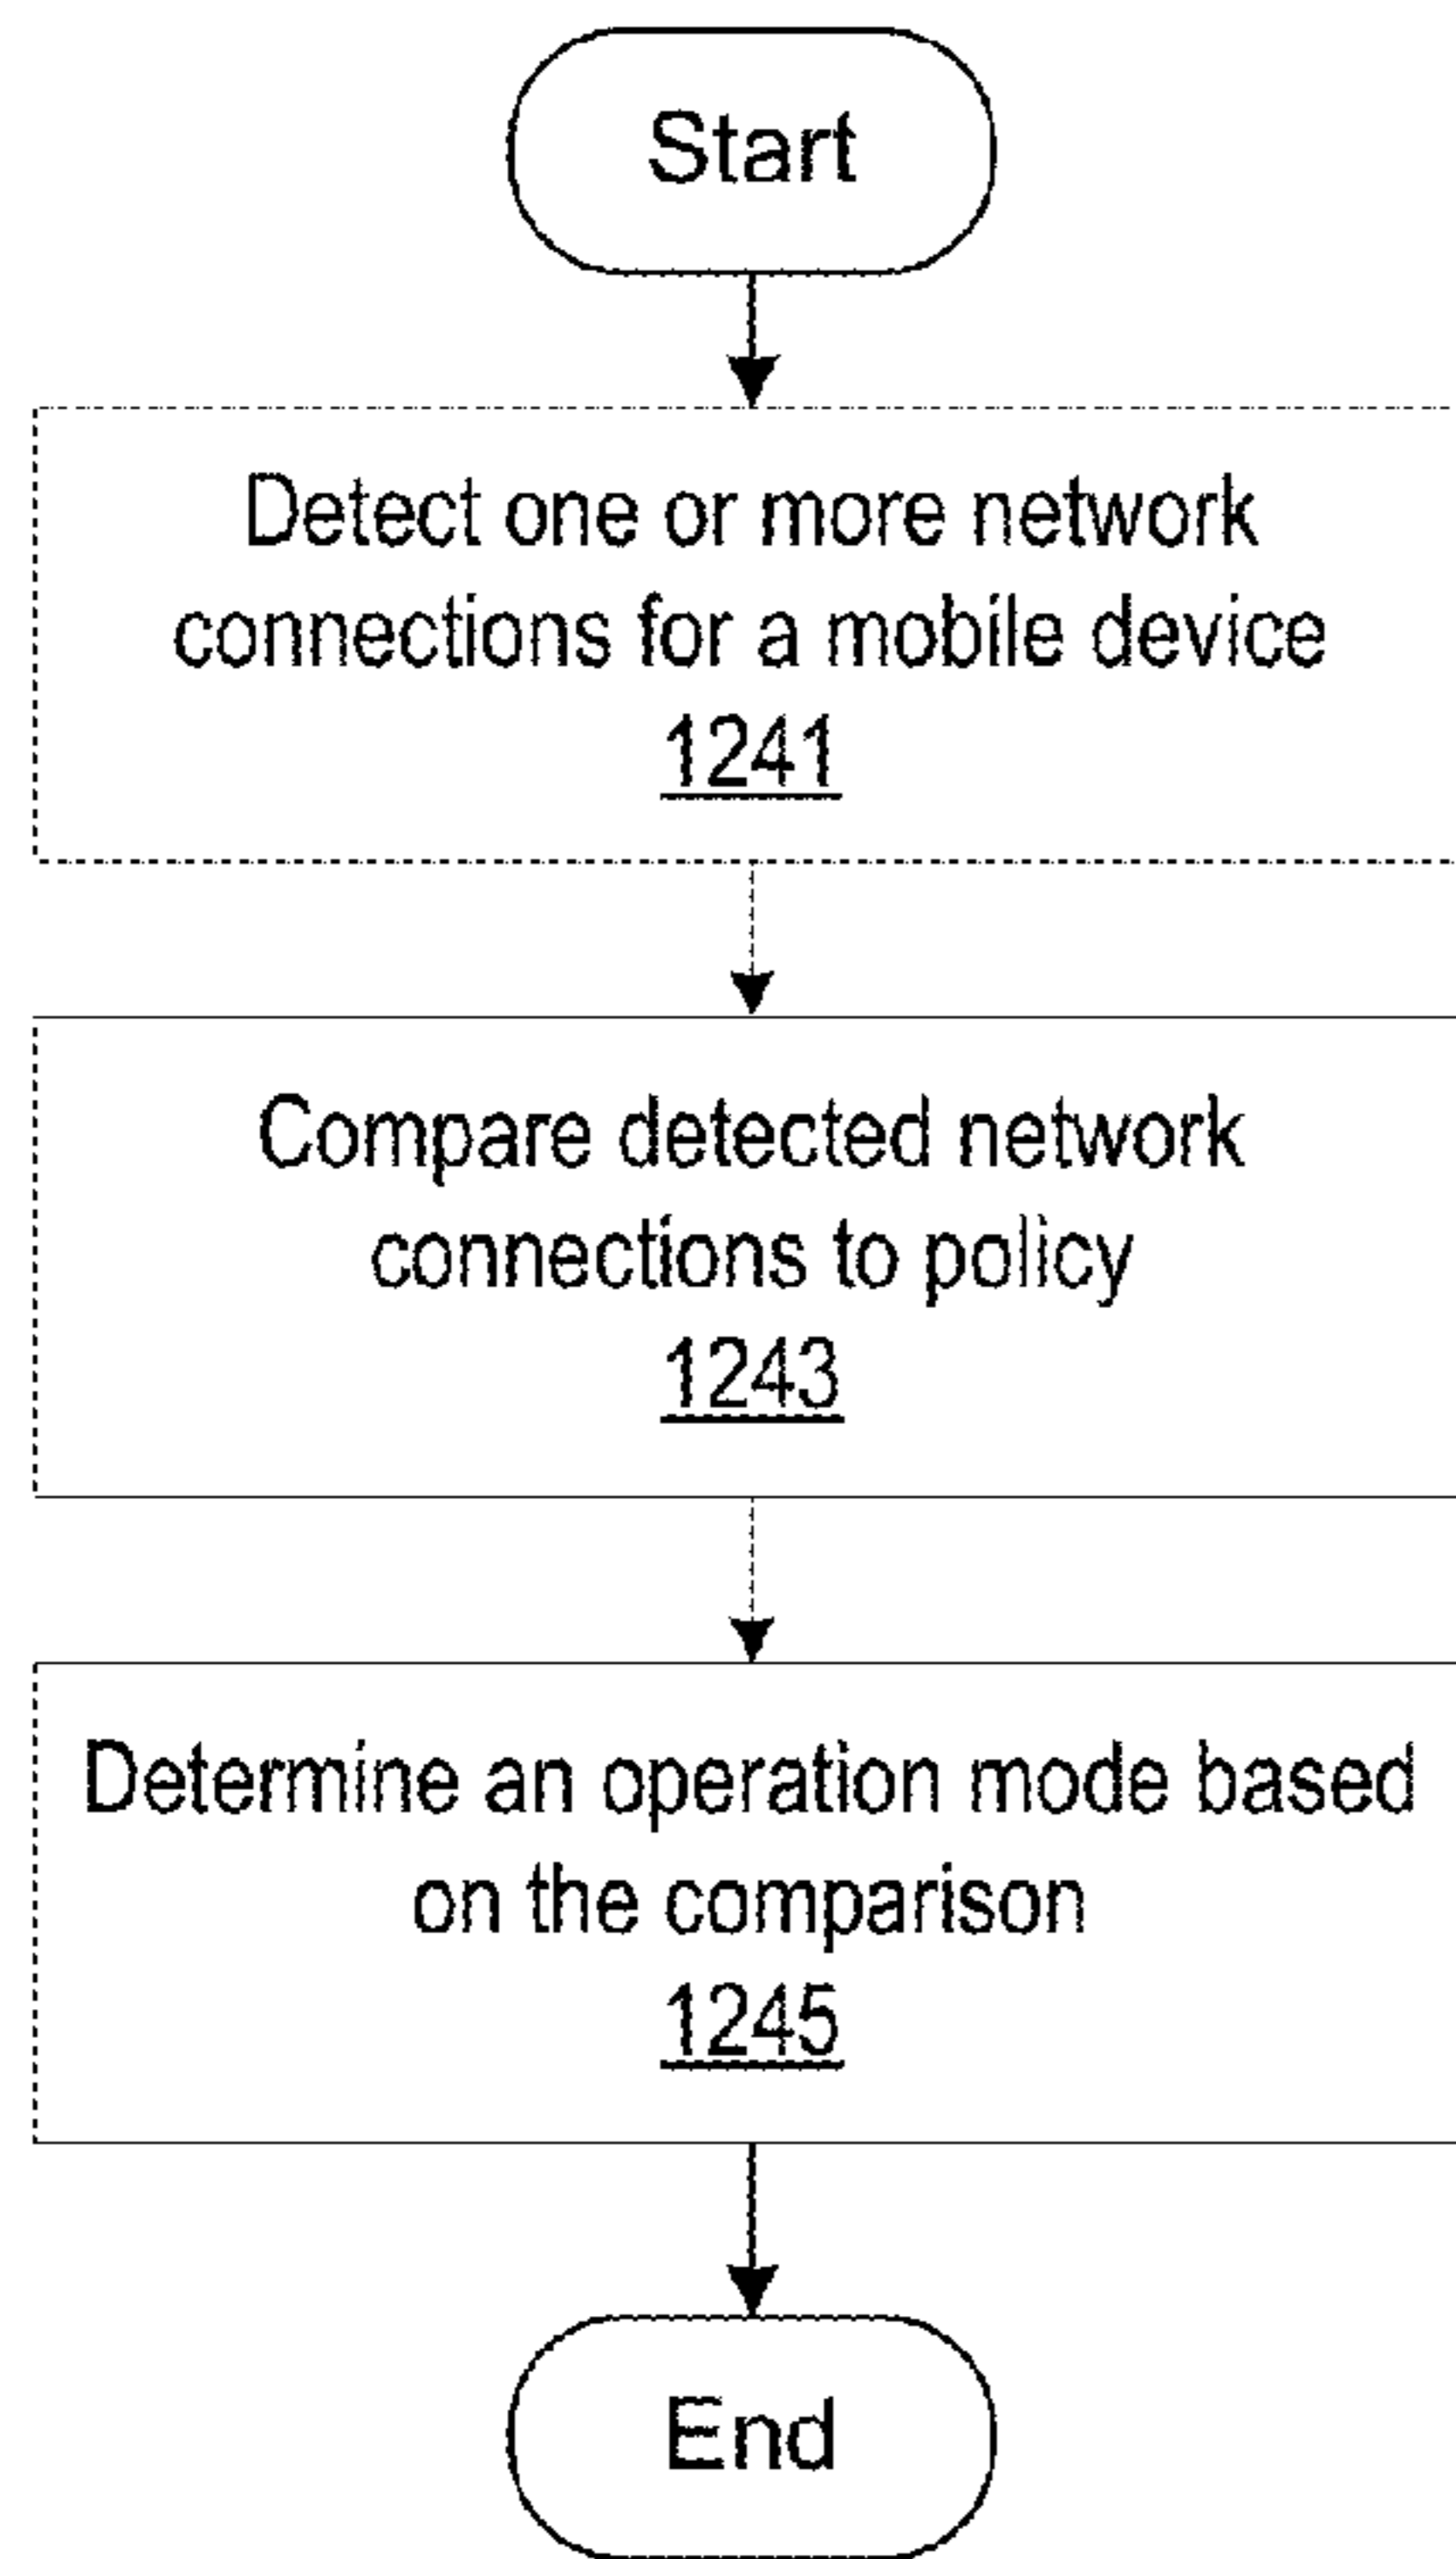 Start
Detect one or more network
connections for a mobile device
1241
Compare detected network
connections to policy
1243
Determine an operation mode based
on the comparison
1245
End